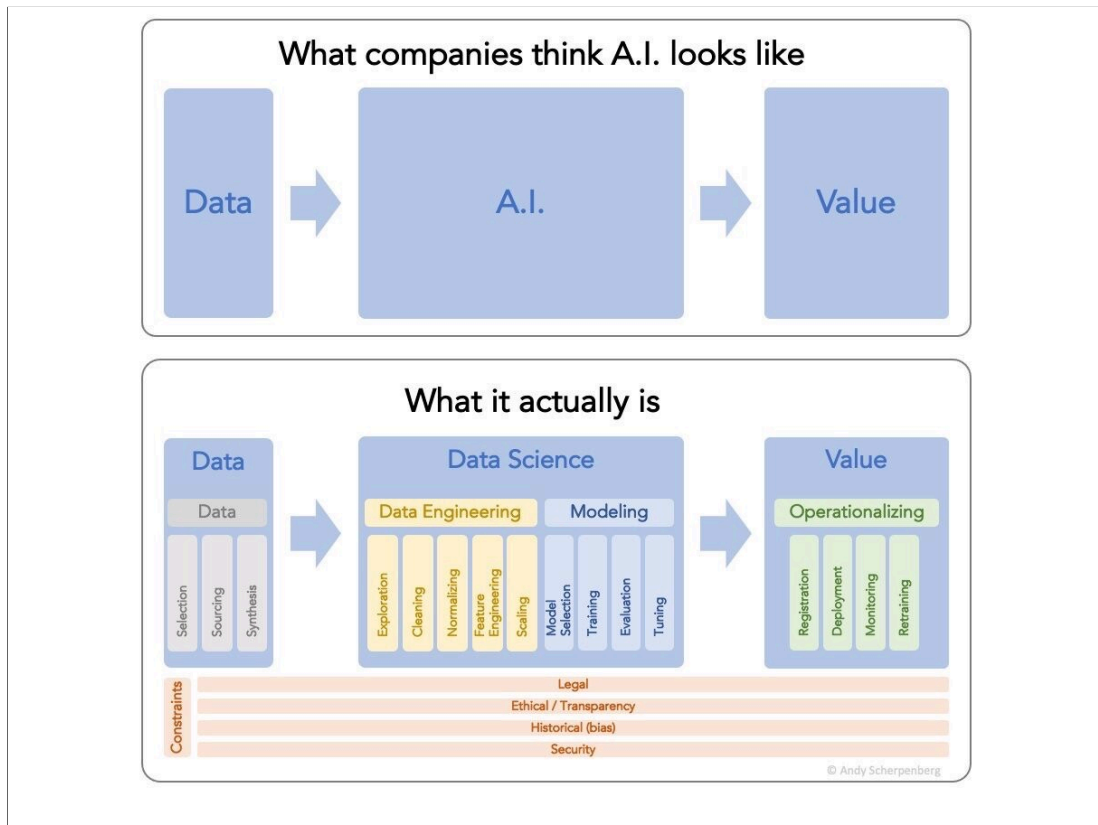 What companies think A.I. looks like
Data
A.I.
Value
What it actually is
Data
Data Science
Value
Data
Data Engineering
Modeling
Operationalizing
Selection
Sourcing
Synthesis
Exploration
Cleaning
Normalizing
Feature
Engineering
Scaling
Model
Selection
Training
Evaluation
Tuning
Registration
Deployment
Monitoring
Retraining
Constraints
Legal
Ethical / Transparency
Historical (bias)
Security
© Andy Scherpenberg